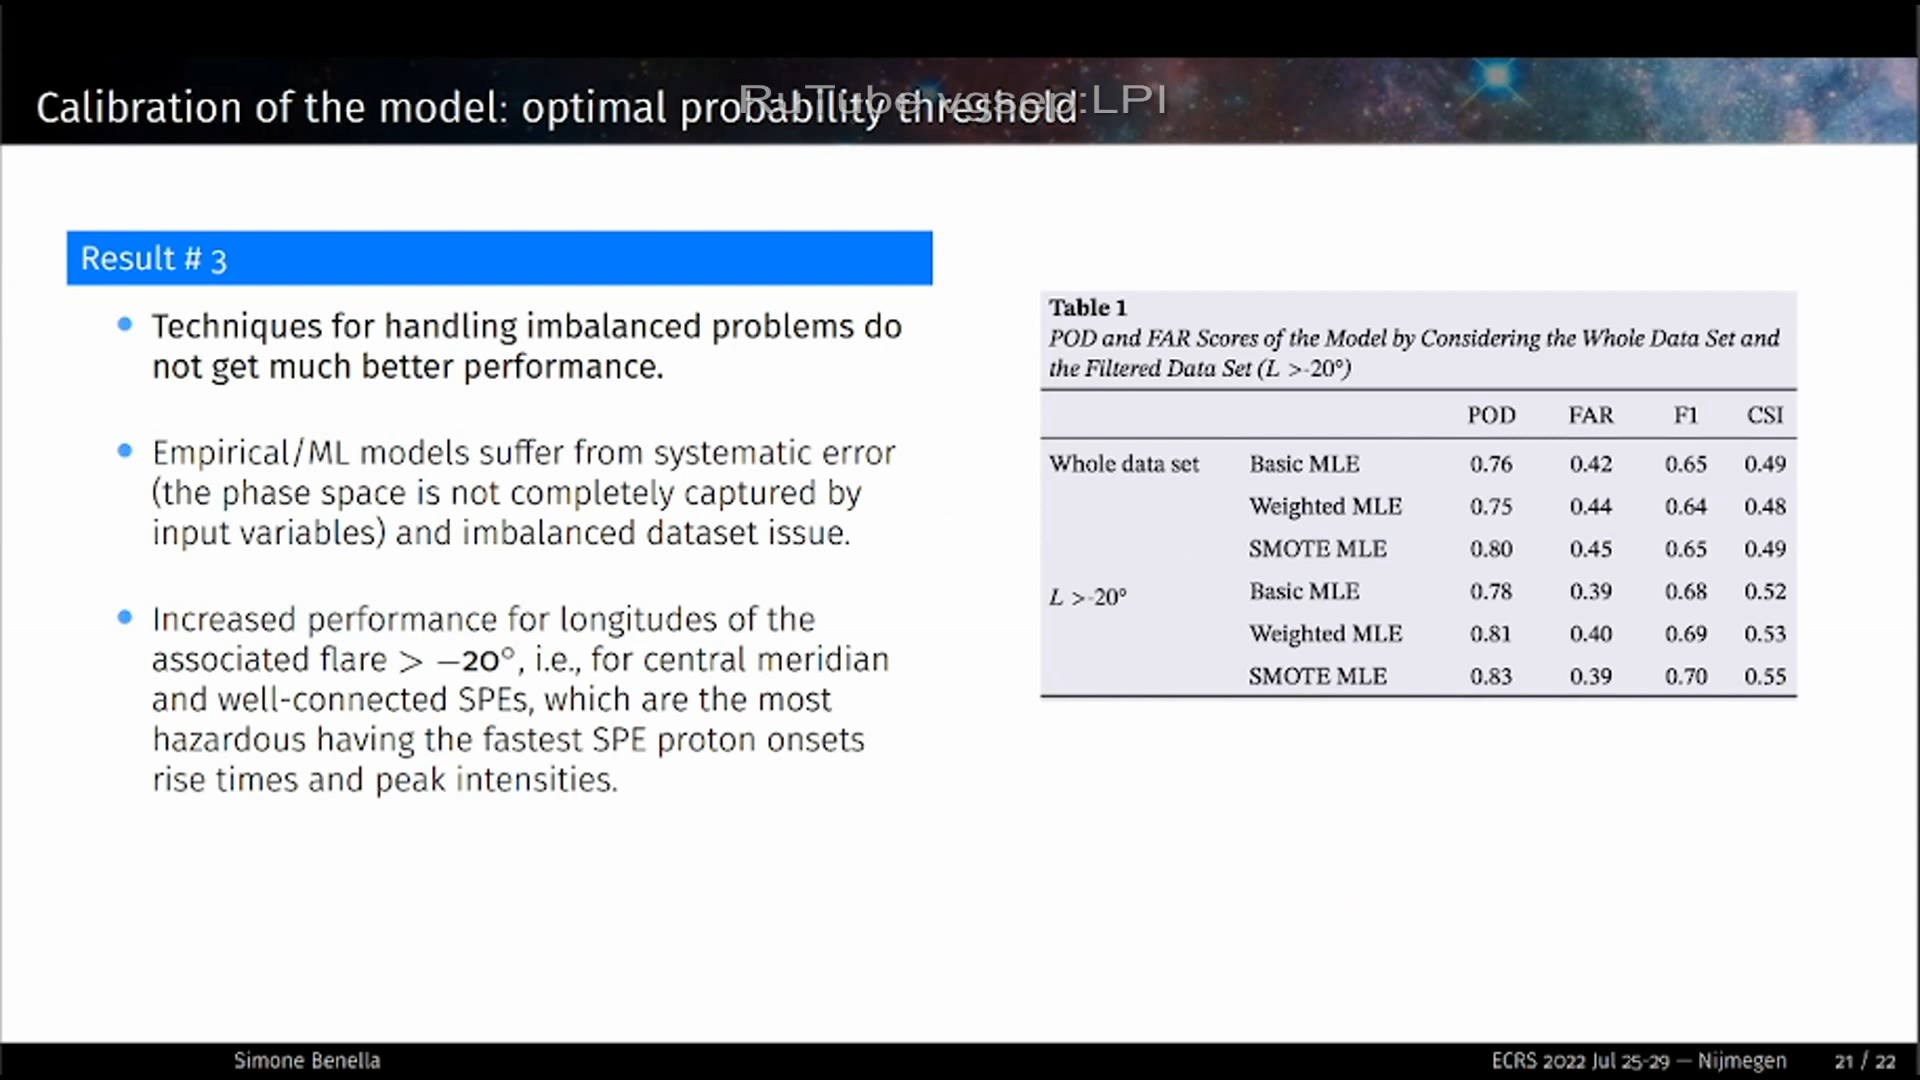 Calibration of the model: optimal probability threshold
RuTube vgsep:LPI
Result # 3
Techniques for handling imbalanced problems do
not get much better performance.
Empirical/ML models suffer from systematic error
(the phase space is not completely captured by
input variables) and imbalanced dataset issue.
Increased performance for longitudes of the
associated flare > −20°, i.e., for central meridian
and well-connected SPEs, which are the most
hazardous having the fastest SPE proton onsets
rise times and peak intensities.
Table 1
POD and FAR Scores of the Model by Considering the Whole Data Set and
the Filtered Data Set (L >-20°)
POD FAR F1 CSI
Whole data set Basic MLE 0.76 0.42 0.65 0.49
Weighted MLE 0.75 0.44 0.64 0.48
SMOTE MLE 0.80 0.45 0.65 0.49
L >-20° Basic MLE 0.78 0.39 0.68 0.52
Weighted MLE 0.81 0.40 0.69 0.53
SMOTE MLE 0.83 0.39 0.70 0.55
Simone Benella
ECRS 2022 Jul 25-29 — Nijmegen
21 / 22